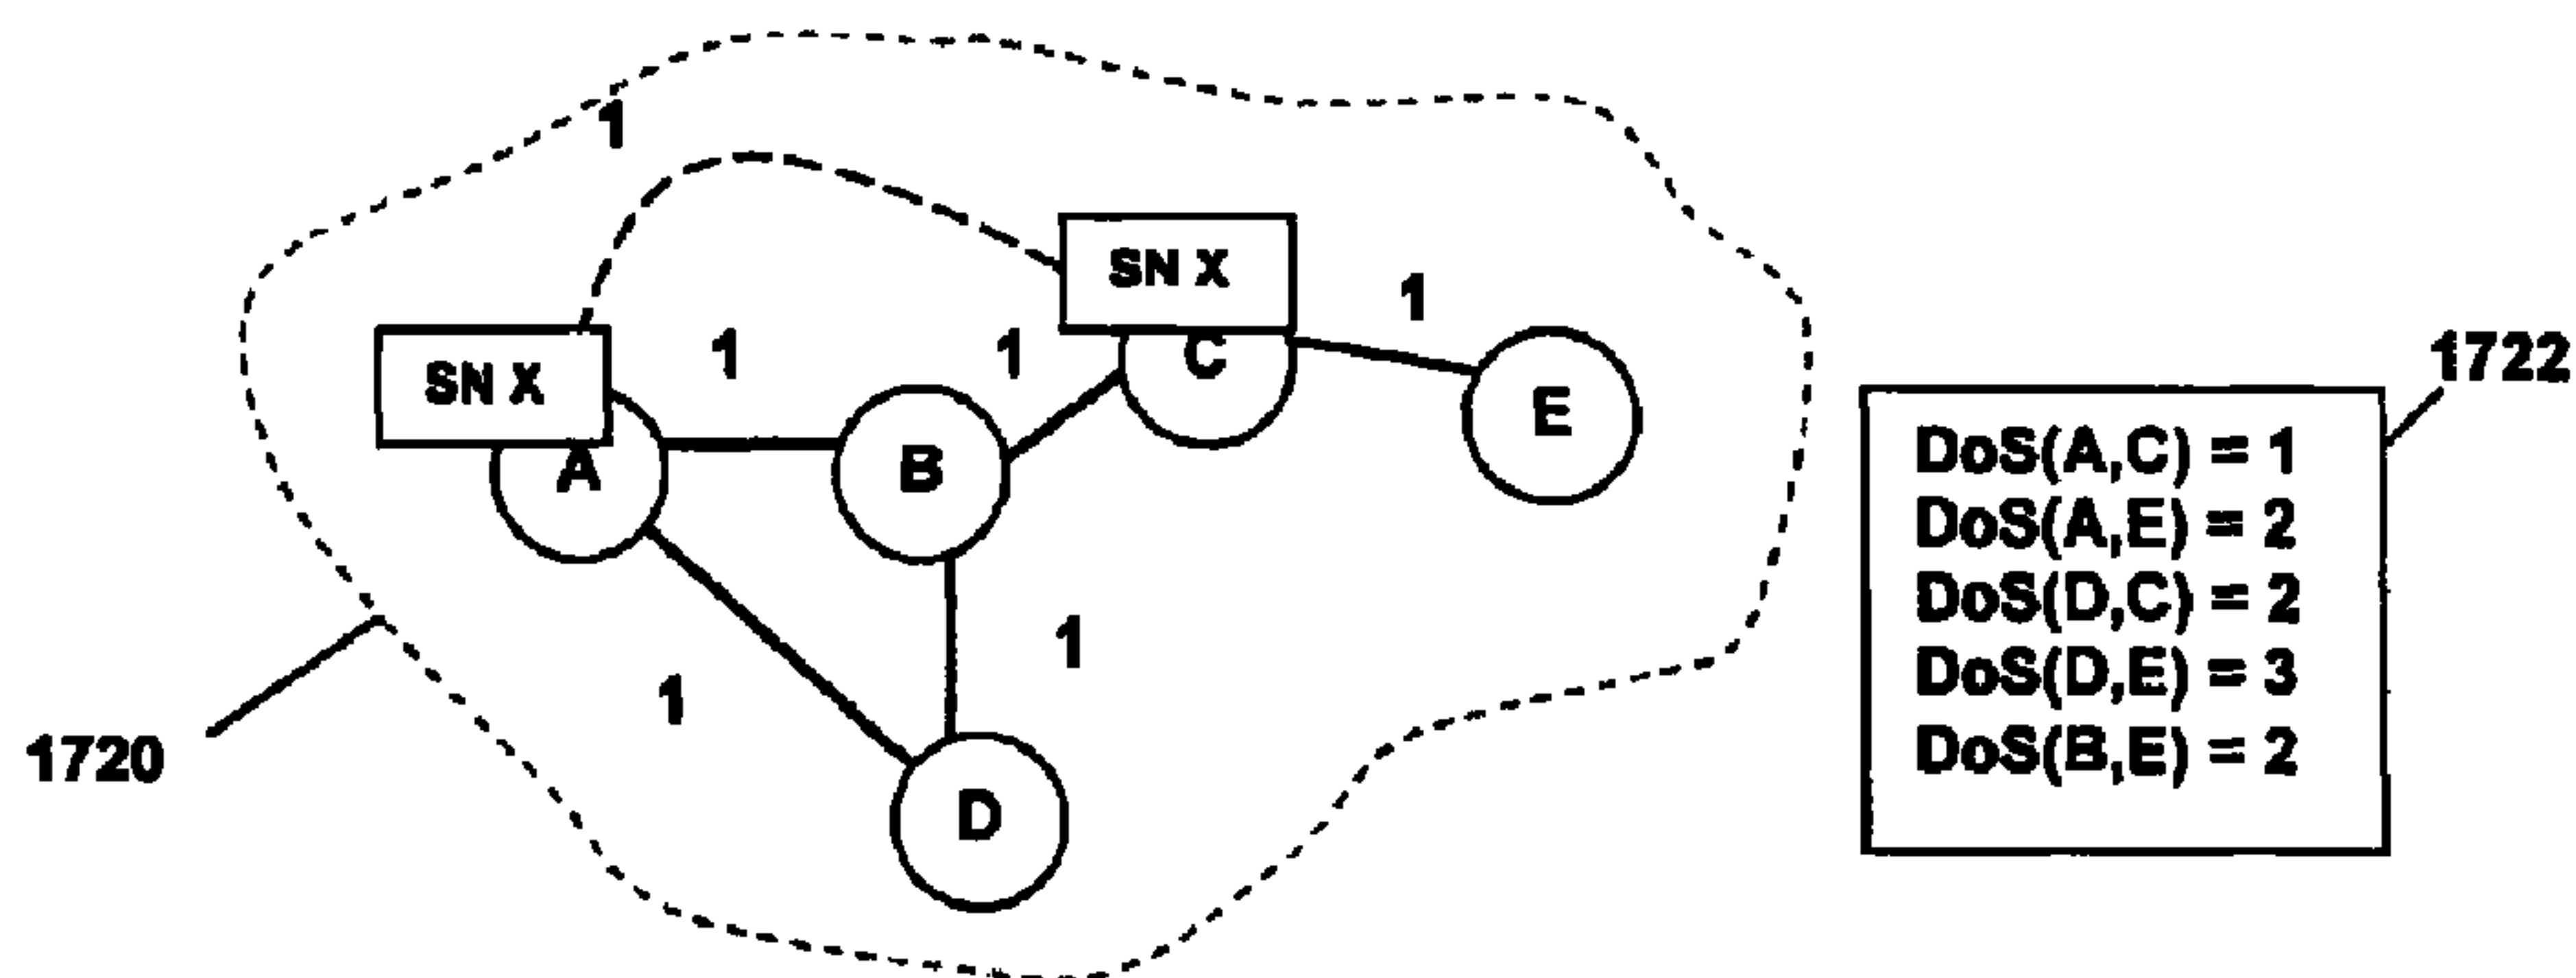 1
SN X
1
SN X
1
1
C
E
1722
A
B
DoS(A,C) = 1
DoS(A,E) = 2
DoS(D,C) = 2
DoS(D,E) = 3
DoS(B,E) = 2
1
1
1720
D